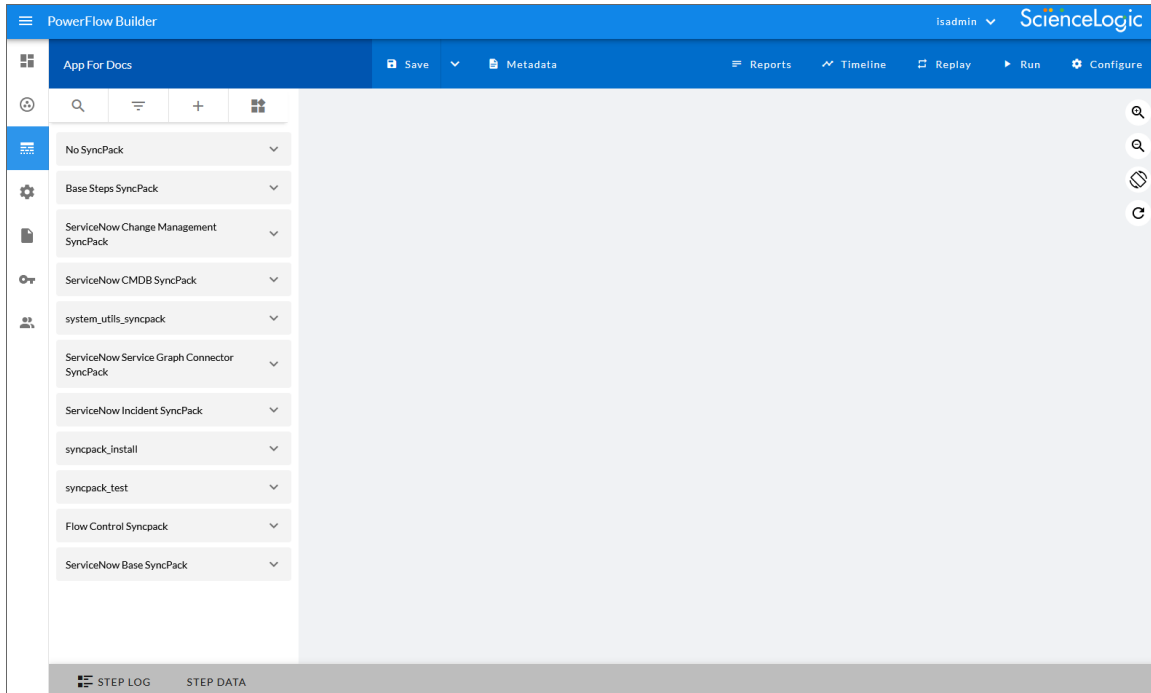 PowerFlow Builder
isadmin
ScienceLogic
App For Docs
Save
Metadata
Reports
Timeline
Replay
Run
Configure
No SyncPack
Base Steps SyncPack
ServiceNow Change Management
SyncPack
ServiceNow CMDB SyncPack
system_utils_syncpack
ServiceNow Service Graph Connector
SyncPack
ServiceNow Incident SyncPack
syncpack_install
syncpack_test
Flow Control Syncpack
ServiceNow Base SyncPack
STEP LOG
STEP DATA